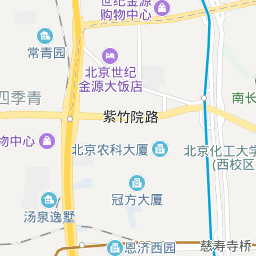 世纪金源
购物中心
常青园
北京世纪
金源大饭店
四季青
紫竹院路
南长
物中心
北京农科大厦
北京化工大学
(西校区
冠方大厦
汤泉逸墅
恩济西园
慈寿寺桥